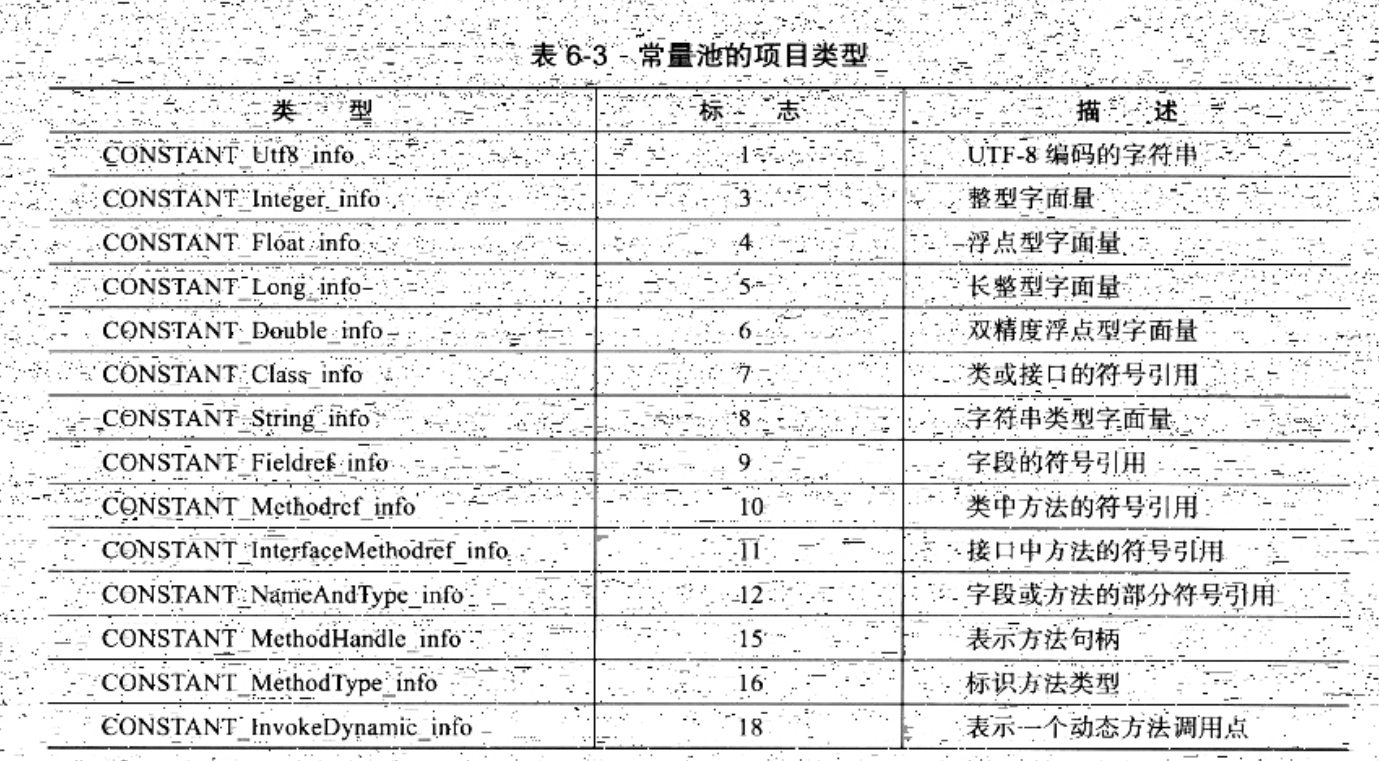 表 6-3 常量池的项目类型
类 型 标 志 描 述
CONSTANT_Utf8_info 1 UTF-8 编码的字符串
CONSTANT_Integer_info 3 整型字面量
CONSTANT_Float_info 4 浮点型字面量
CONSTANT_Long_info 5 长整型字面量
CONSTANT_Double_info 6 双精度浮点型字面量
CONSTANT_Class_info 7 类或接口的符号引用
CONSTANT_String_info 8 字符串类型字面量
CONSTANT_Fieldref_info 9 字段的符号引用
CONSTANT_Methodref_info 10 类中方法的符号引用
CONSTANT_InterfaceMethodref_info 11 接口中方法的符号引用
CONSTANT_NameAndType_info 12 字段或方法的部分符号引用
CONSTANT_MethodHandle_info 15 表示方法句柄
CONSTANT_MethodType_info 16 标识方法类型
CONSTANT_InvokeDynamic_info 18 表示一个动态方法调用点